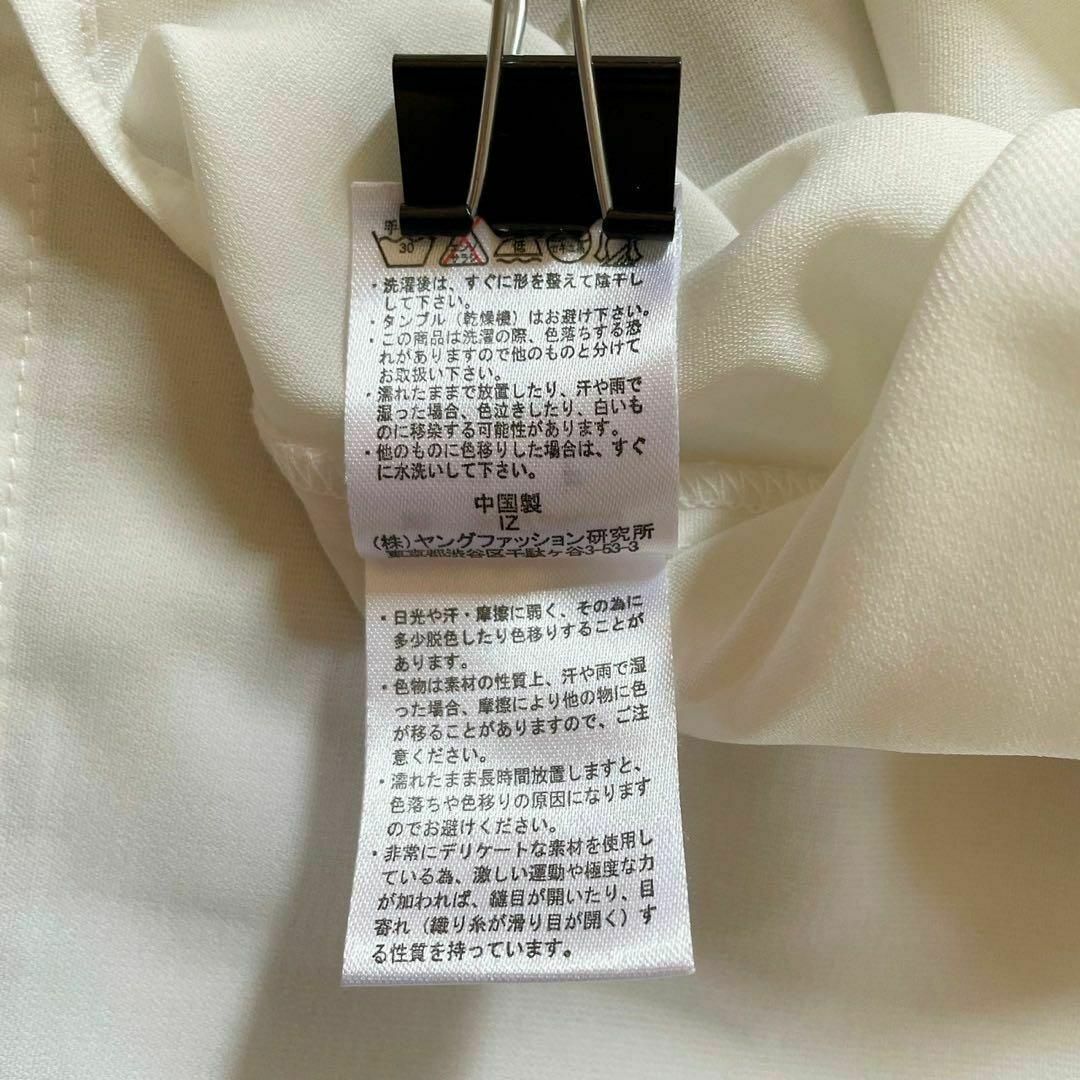 手
30
エンソ
サラシ
低
セキユ系
・洗濯後は、すぐに形を整えて陰干し
して下さい。
・タンブル（乾燥機）はお避け下さい。
・この商品は洗濯の際、色落ちする恐
れがありますので他のものと分けて
お取扱い下さい。
・濡れたままで放置したり、汗や雨で
湿った場合、色泣きしたり、白いも
のに移染する可能性があります。
・他のものに色移りした場合は、すぐ
に水洗いして下さい。
中国製
IZ
（株）ヤングファッション研究所
東京都渋谷区千駄ヶ谷3-53-3
・日光や汗・摩擦に弱く、その為に
多少脱色したり色移りすることが
あります。
・色物は素材の性質上、汗や雨で湿
った場合、摩擦により他の物に色
が移ることがありますので、ご注
意ください。
・濡れたまま長時間放置しますと、
色落ちや色移りの原因になります
のでお避けください。
・非常にデリケートな素材を使用し
ている為、激しい運動や極度な力
が加われば、縫目が開いたり、目
寄れ（織り糸が滑り目が開く）す
る性質を持っています。